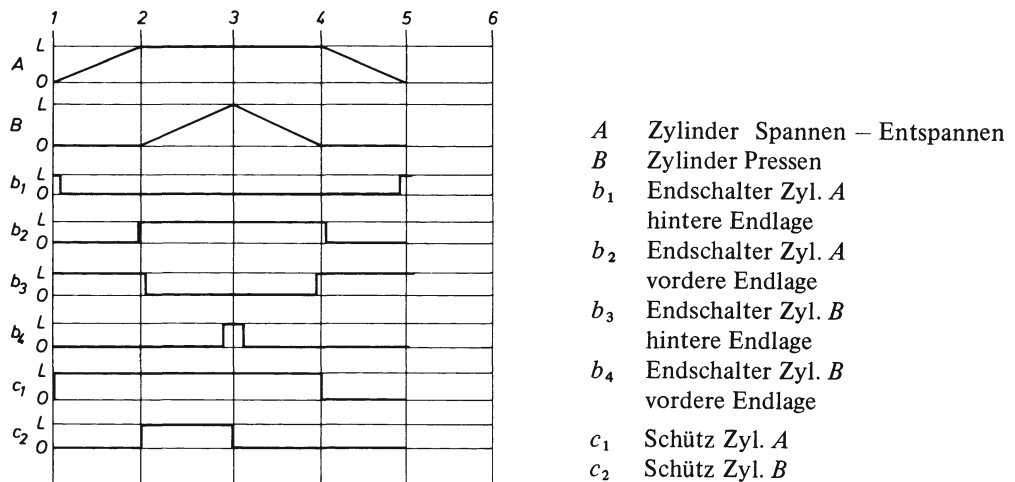 1 2 3 4 5 6
L
A
O
L
B
O
b₁ L
O
b₂ L
O
b₃ L
O
b₄ L
O
c₁ L
O
c₂ L
O
A Zylinder Spannen – Entspannen
B Zylinder Pressen
b₁ Endschalter Zyl. A
hintere Endlage
b₂ Endschalter Zyl. A
vordere Endlage
b₃ Endschalter Zyl. B
hintere Endlage
b₄ Endschalter Zyl. B
vordere Endlage
c₁ Schütz Zyl. A
c₂ Schütz Zyl. B